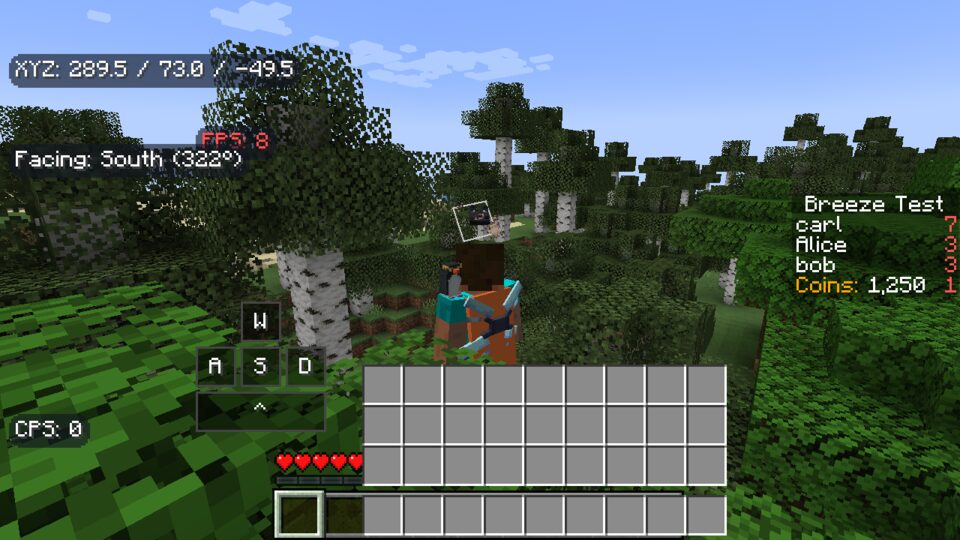 XYZ: 289.5 / 73.0 / -49.5
FPS: 8
Facing: South (322º)
Breeze Test
carl 7
Alice 3
bob 3
Coins: 1,250 1
W
A S D
^
CPS: 0